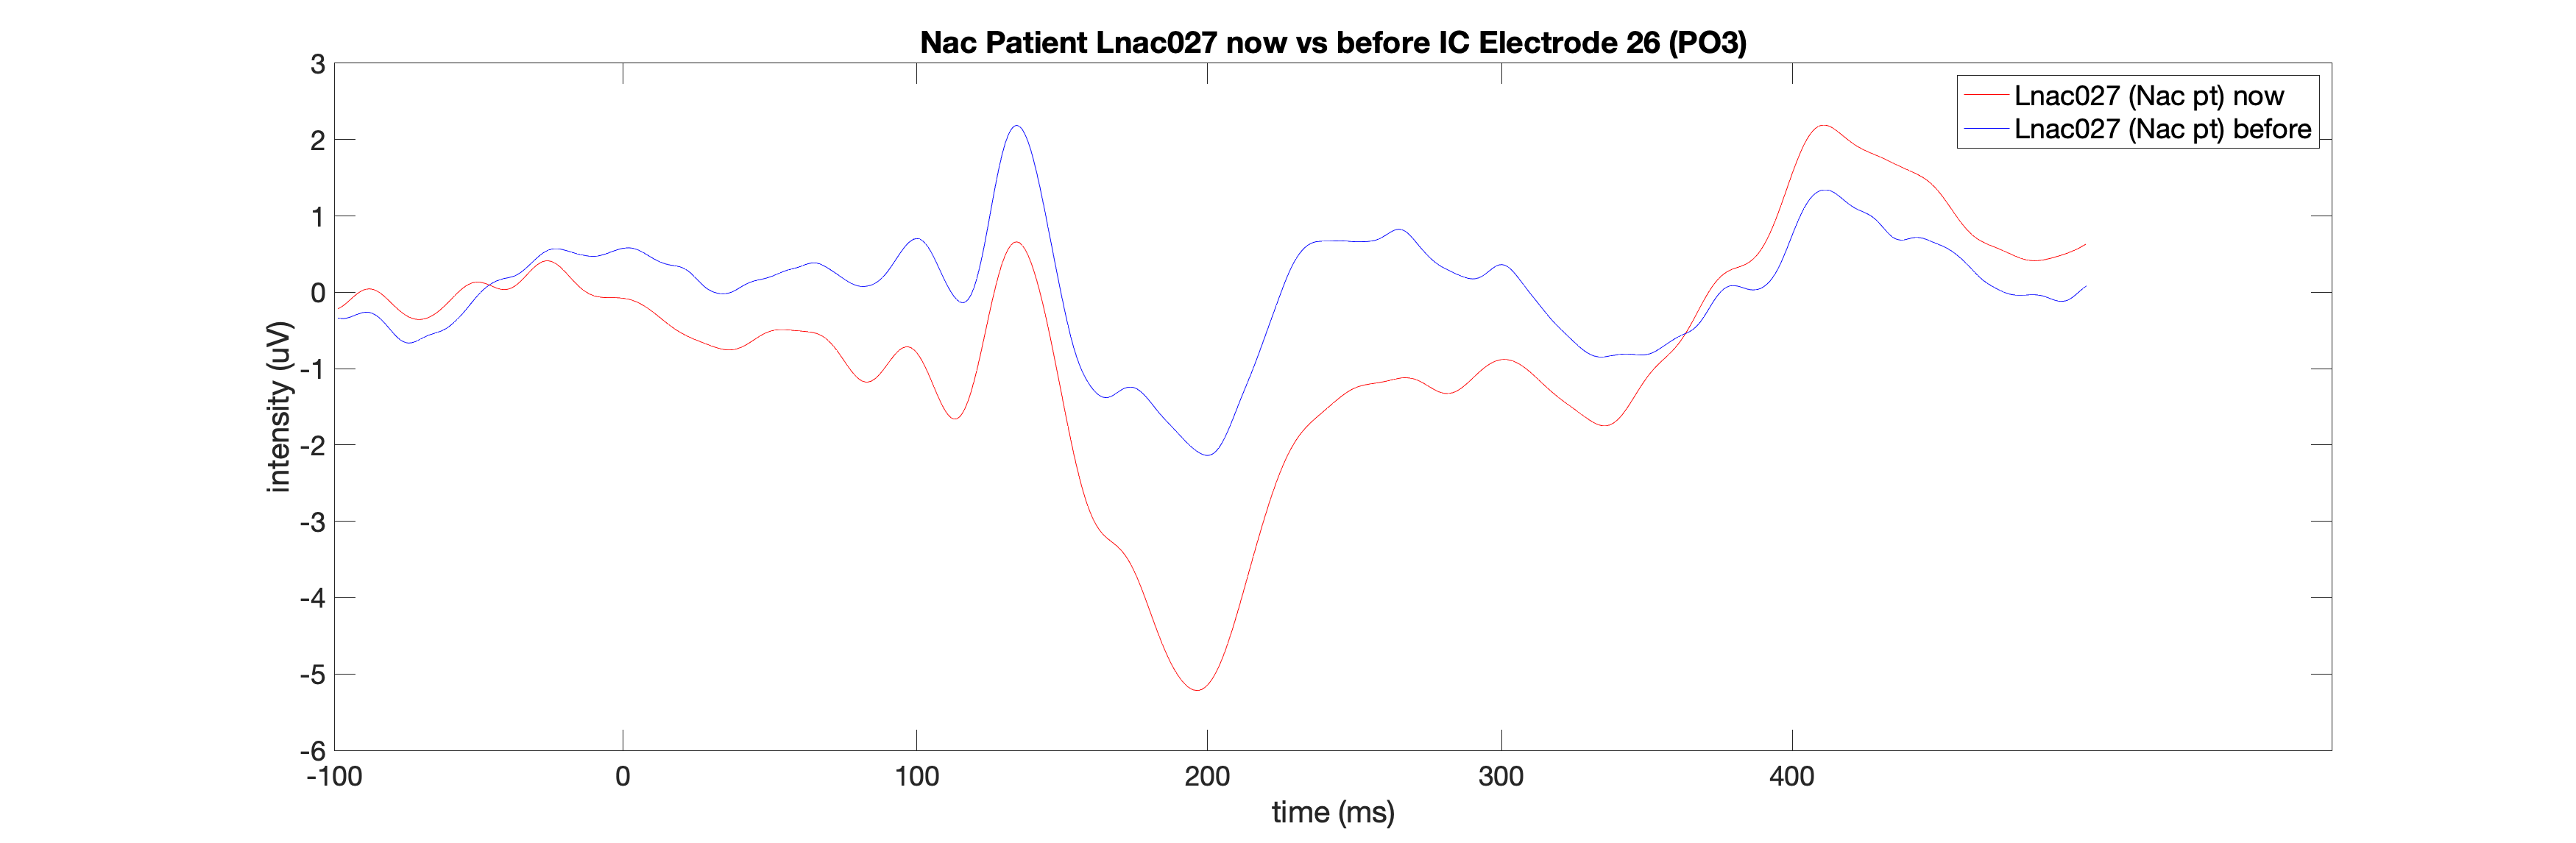 Nac Patient Lnac027 now vs before IC Electrode 26 (PO3)
3
2
1
0
-1
-2
-3
-4
-5
-6
intensity (uV)
Lnac027 (Nac pt) now
Lnac027 (Nac pt) before
-100 0 100 200 300 400
time (ms)